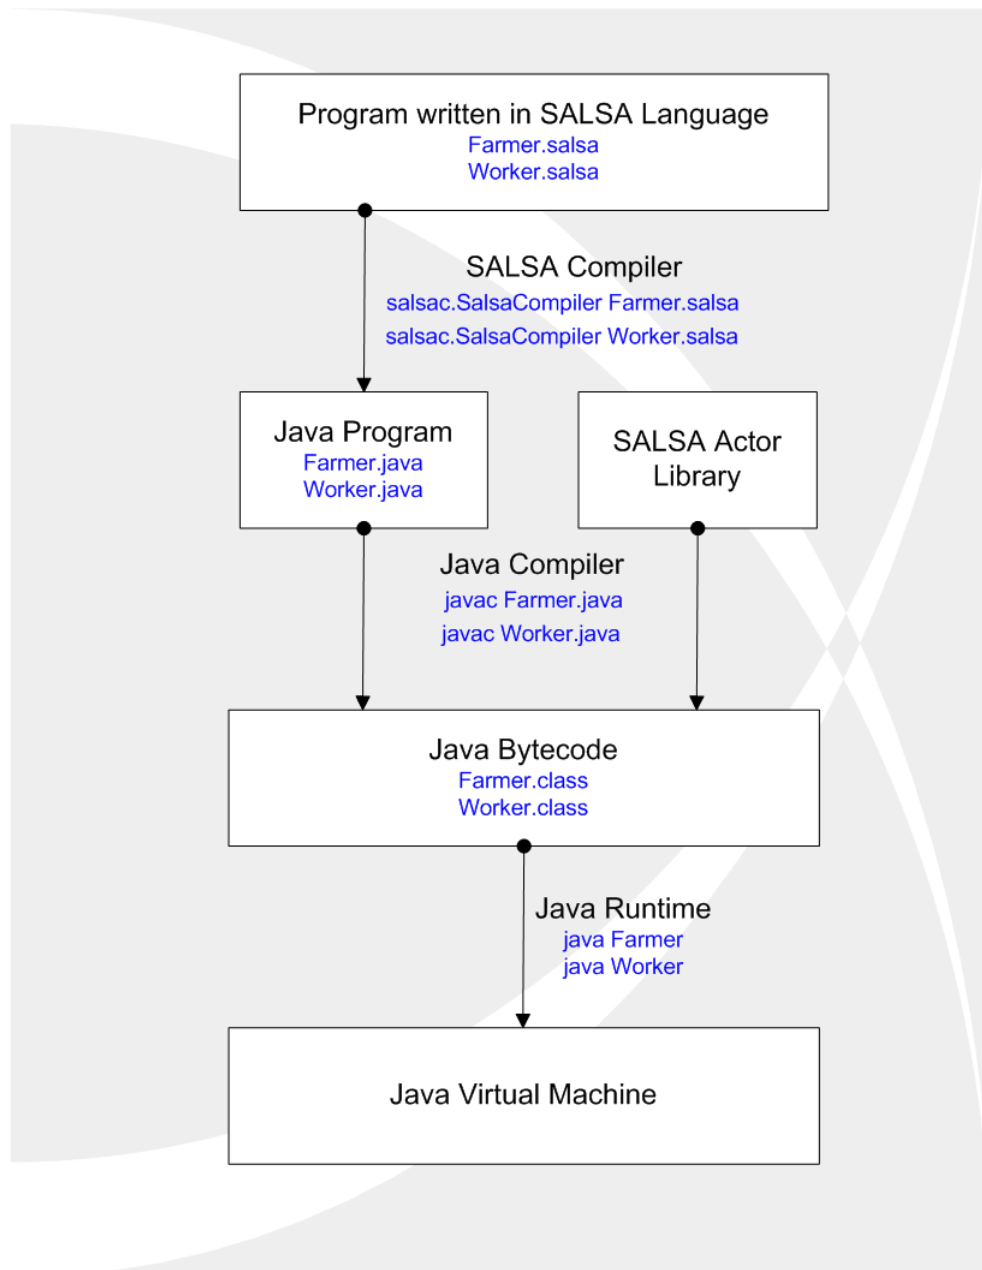 Program written in SALSA Language
Farmer.salsa
Worker.salsa
SALSA Compiler
salsac.SalsaCompiler Farmer.salsa
salsac.SalsaCompiler Worker.salsa
Java Program
Farmer.java
Worker.java
SALSA Actor
Library
Java Compiler
javac Farmer.java
javac Worker.java
Java Bytecode
Farmer.class
Worker.class
Java Runtime
java Farmer
java Worker
Java Virtual Machine